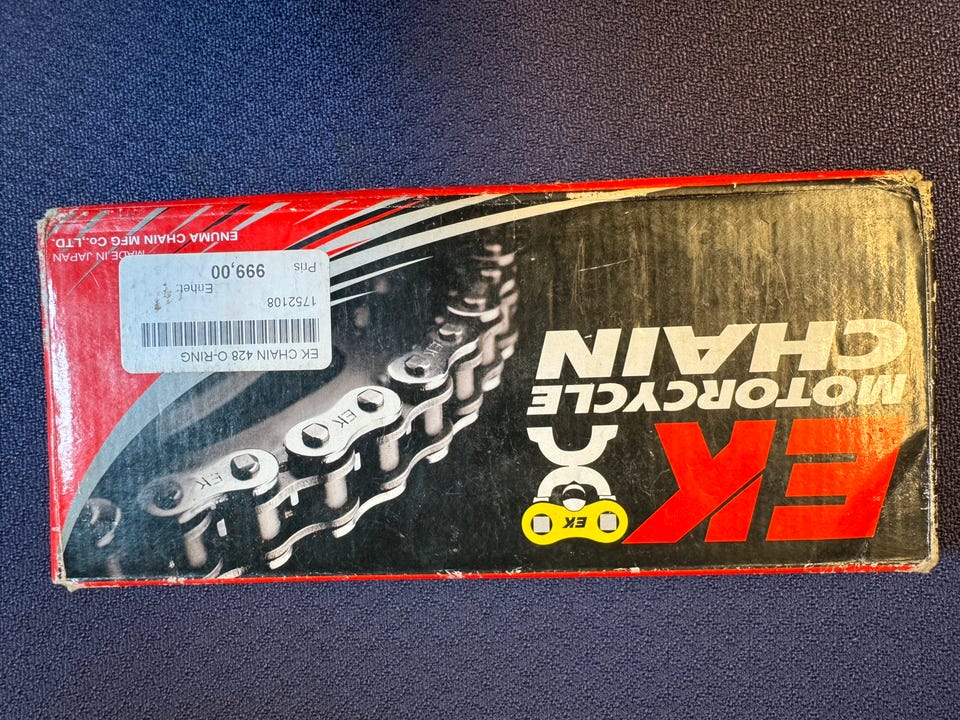 EK
MOTORCYCLE
CHAIN
EK
EK
EK
EK
EK CHAIN 428 O-RING
1752108
Enhet:
Pris 999,00
MADE IN JAPAN
ENUMA CHAIN MFG CO.,LTD.